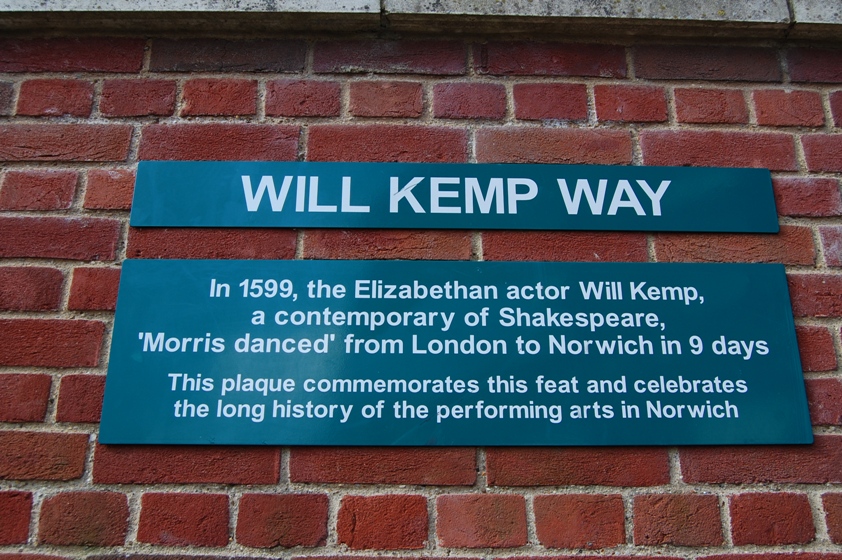 WILL KEMP WAY
In 1599, the Elizabethan actor Will Kemp,
a contemporary of Shakespeare,
'Morris danced' from London to Norwich in 9 days
This plaque commemorates this feat and celebrates
the long history of the performing arts in Norwich